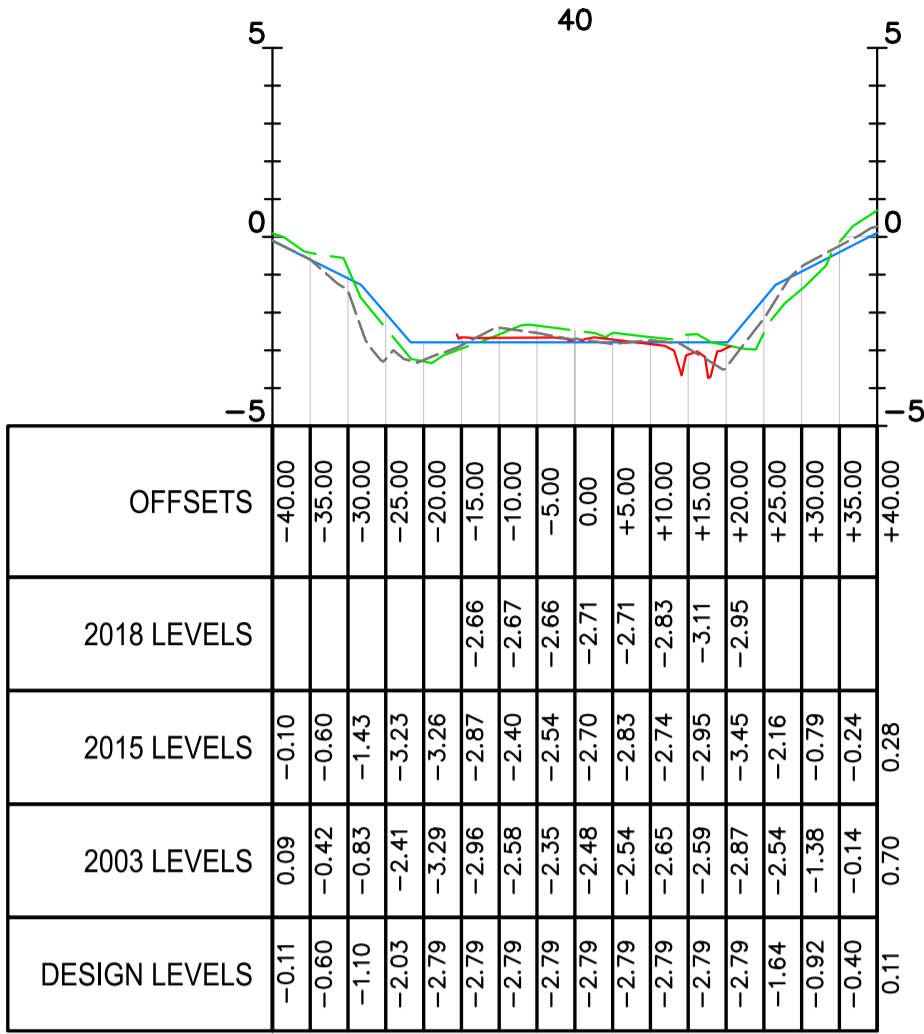 40
5 5
0 0
−5 −5
OFFSETS −40.00 −35.00 −30.00 −25.00 −20.00 −15.00 −10.00 −5.00 0.00 +5.00 +10.00 +15.00 +20.00 +25.00 +30.00 +35.00 +40.00
2018 LEVELS −2.66 −2.67 −2.66 −2.71 −2.71 −2.83 −3.11 −2.95
2015 LEVELS −0.10 −0.60 −1.43 −3.23 −3.26 −2.87 −2.40 −2.54 −2.70 −2.83 −2.74 −2.95 −3.45 −2.16 −0.79 −0.24 0.28
2003 LEVELS 0.09 −0.42 −0.83 −2.41 −3.29 −2.96 −2.58 −2.35 −2.48 −2.54 −2.65 −2.59 −2.87 −2.54 −1.38 −0.14 0.70
DESIGN LEVELS −0.11 −0.60 −1.10 −2.03 −2.79 −2.79 −2.79 −2.79 −2.79 −2.79 −2.79 −2.79 −2.79 −1.64 −0.92 −0.40 0.11